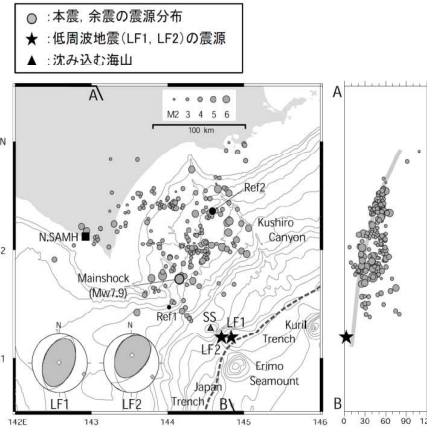 ：本震，余震の震源分布
：低周波地震（LF1，LF2）の震源
：沈み込む海山
A
A
M2 3 4 5 6
100 km
N
Ref2
N.SAMH
Kushiro
Canyon
2
Mainshock
(Mw7.9)
SS
LF1
Ref1
LF2
Kuril
Trench
N
N
1
Erimo
Seamount
Japan
Trench
LF1
LF2
B
B
142E 143 144 145 146
0 30 60 90 12